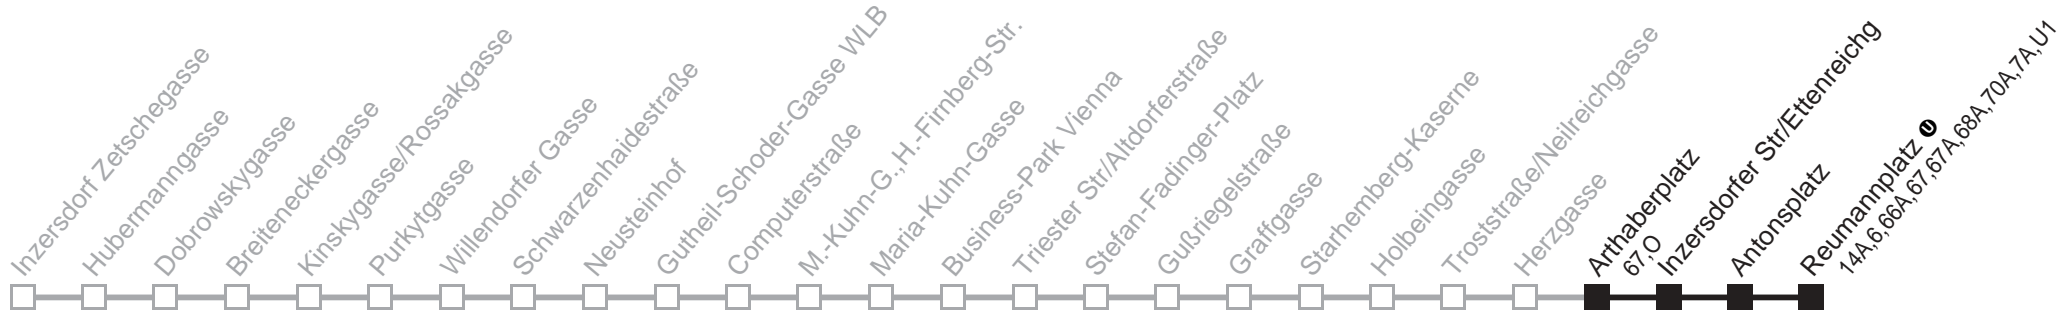 Inzersdorf Zetschegasse
Hubermanngasse
Dobrowskygasse
Breiteneckergasse
Kinskygasse/Rossakgasse
Purkytgasse
Willendorfer Gasse
Schwarzenhaidestraße
Neusteinhof
Gutheil-Schoder-Gasse WLB
Computerstraße
M.-Kuhn-G.,H.-Firnberg-Str.
Maria-Kuhn-Gasse
Business-Park Vienna
Triester Str/Altdorferstraße
Stefan-Fadinger-Platz
Gußriegelstraße
Graffgasse
Starhemberg-Kaserne
Holbeingasse
Troststraße/Neilreichgasse
Herzgasse
Arthaberplatz
67,O
Inzersdorfer Str/Ettenreichg
Antonsplatz
Reumannplatz U
14A,6,66A,67,67A,68A,70A,7A,U1